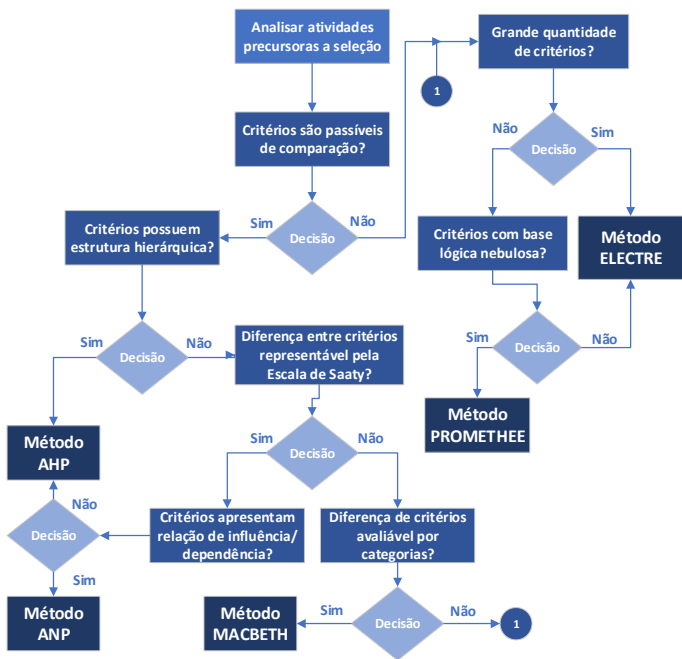 Analisar atividades
precursoras a seleção
Grande quantidade
de critérios?
1
Critérios são passíveis
de comparação?
Não
Decisão
Sim
Critérios possuem
estrutura hierárquica?
Sim
Decisão
Não
Critérios com base
lógica nebulosa?
Método
ELECTRE
Sim
Decisão
Não
Diferença entre critérios
representável pela
Escala de Saaty?
Sim
Decisão
Não
Método
PROMETHEE
Método
AHP
Sim
Decisão
Não
Não
Decisão
Sim
Critérios apresentam
relação de influência/
dependência?
Diferença de critérios
avaliável por
categorias?
Método
ANP
Método
MACBETH
Sim
Decisão
Não
1